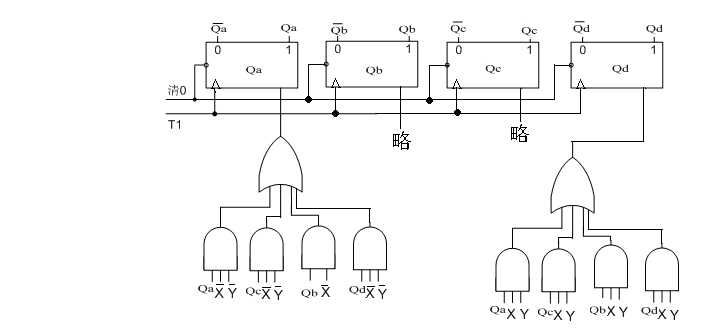 Q̅a Qa Q̅b Qb Q̅c Qc Q̅d Qd
0 1 0 1 0 1 0 1
Qa Qb Qc Qd
清0
T1
略 略
Qa X̅ Y̅ Qc X̅ Y̅ Qb X̅ Qd X̅ Y̅
Qa X Y Qc X Y Qb X Y Qd X Y